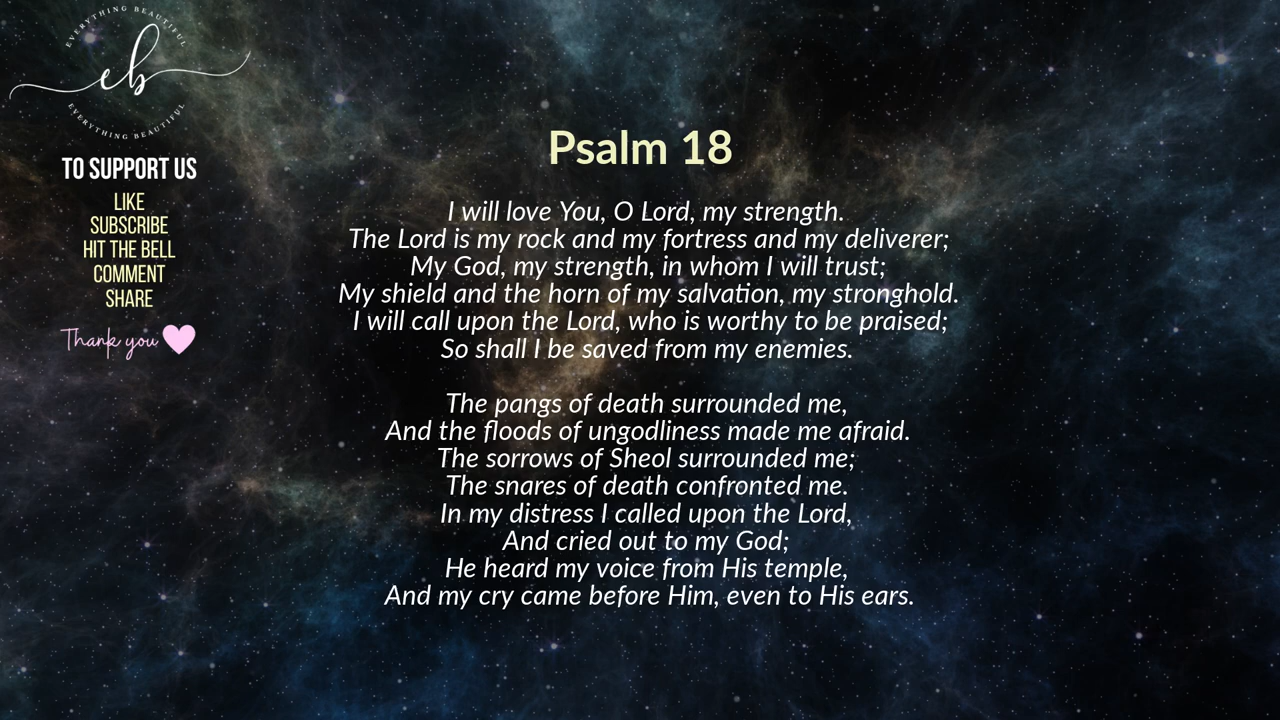 EVERYTHING BEAUTIFUL
eb
EVERYTHING BEAUTIFUL
TO SUPPORT US
LIKE
SUBSCRIBE
HIT THE BELL
COMMENT
SHARE
Thank you
Psalm 18
I will love You, O Lord, my strength.
The Lord is my rock and my fortress and my deliverer;
My God, my strength, in whom I will trust;
My shield and the horn of my salvation, my stronghold.
I will call upon the Lord, who is worthy to be praised;
So shall I be saved from my enemies.
The pangs of death surrounded me,
And the floods of ungodliness made me afraid.
The sorrows of Sheol surrounded me;
The snares of death confronted me.
In my distress I called upon the Lord,
And cried out to my God;
He heard my voice from His temple,
And my cry came before Him, even to His ears.